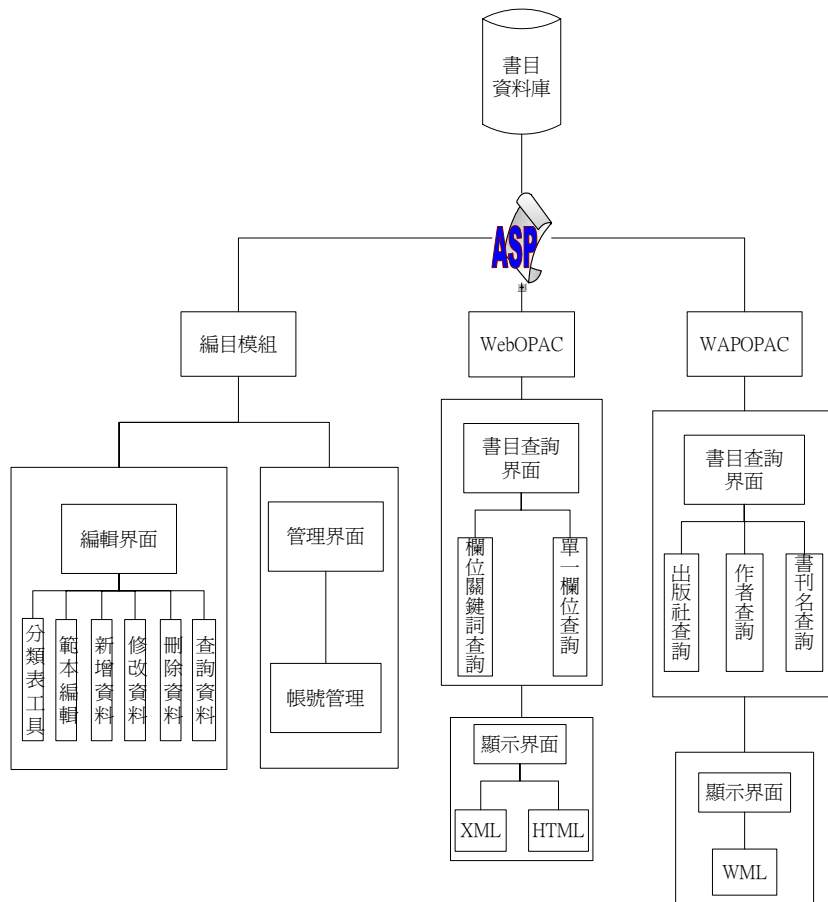 書目
資料庫
ASP
編目模組
WebOPAC
WAPOPAC
編輯界面
分類表工具
範本編輯
新增資料
修改資料
刪除資料
查詢資料
管理界面
帳號管理
書目查詢
界面
欄位關鍵詞查詢
單一欄位查詢
顯示界面
XML
HTML
書目查詢
界面
出版社查詢
作者查詢
書刊名查詢
顯示界面
WML